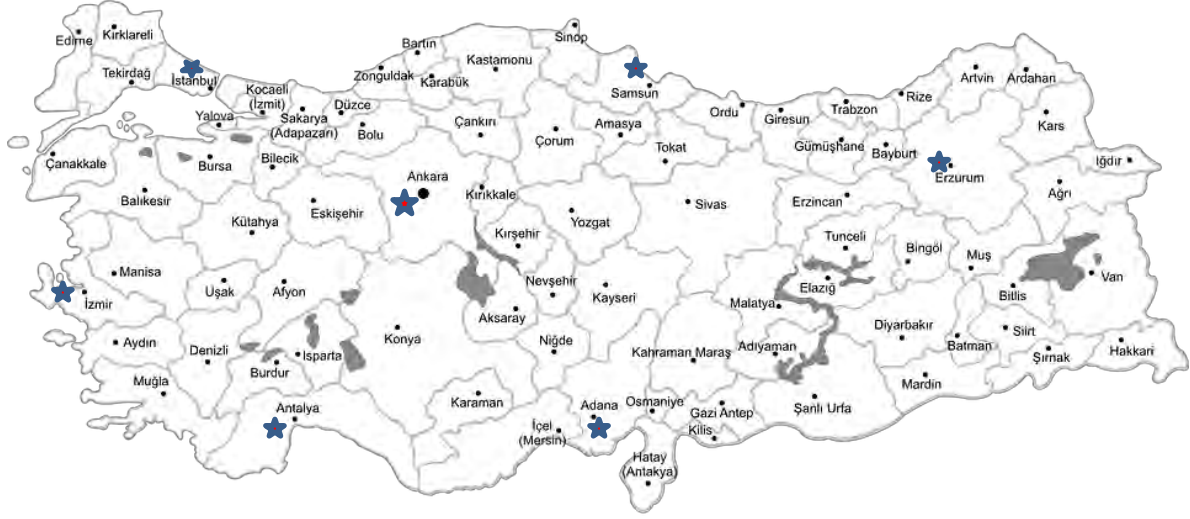 Edirne
Kırklareli
Tekirdağ
İstanbul
Kocaeli
(İzmit)
Yalova
Sakarya
(Adapazarı)
Düzce
Bolu
Zonguldak
Bartın
Karabük
Kastamonu
Sinop
Samsun
Çankırı
Çorum
Amasya
Tokat
Ordu
Giresun
Trabzon
Rize
Artvin
Ardahan
Kars
Gümüşhane
Bayburt
Erzurum
Iğdır
Ağrı
Çanakkale
Bursa
Bilecik
Balıkesir
Kütahya
Eskişehir
Ankara
Kırıkkale
Kırşehir
Yozgat
Sivas
Erzincan
Tunceli
Bingöl
Muş
Van
Bitlis
Elazığ
Malatya
Manisa
İzmir
Uşak
Afyon
Nevşehir
Kayseri
Aksaray
Konya
Niğde
Aydın
Denizli
Isparta
Burdur
Muğla
Antalya
Karaman
İçel
(Mersin)
Adana
Osmaniye
Kahraman Maraş
Adıyaman
Gazi Antep
Kilis
Hatay
(Antakya)
Şanlı Urfa
Diyarbakır
Batman
Siirt
Şırnak
Hakkari
Mardin